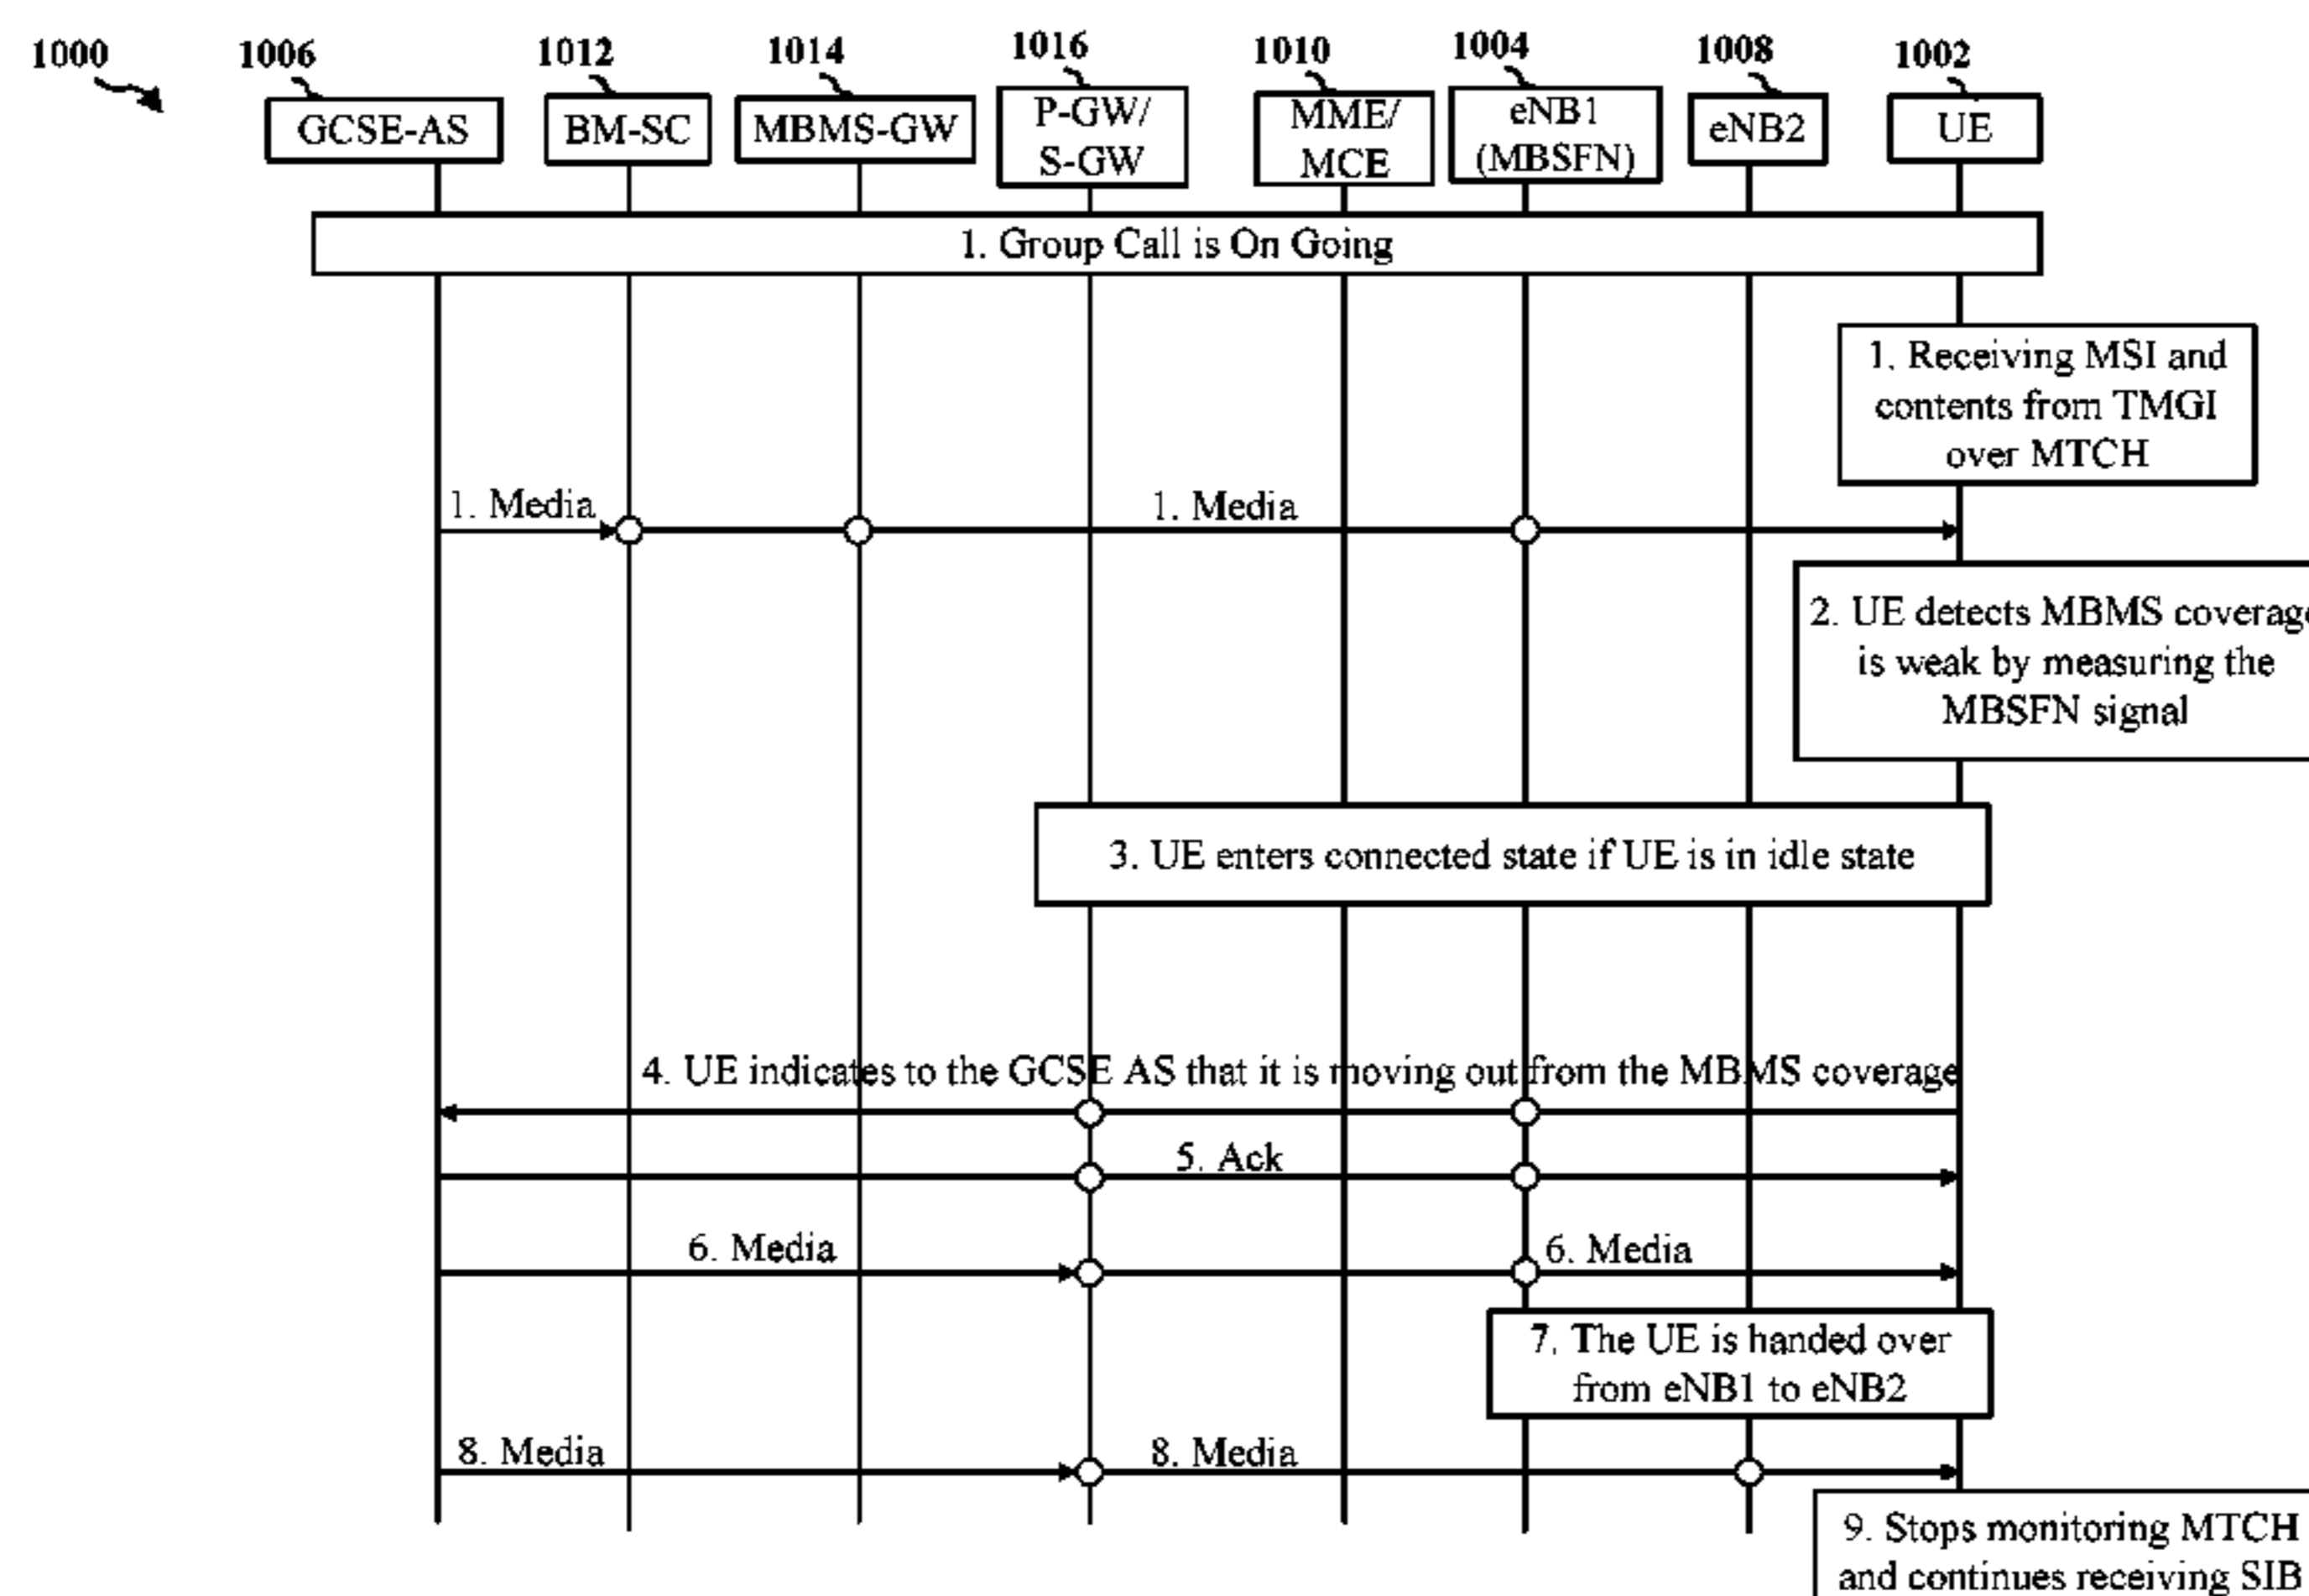 1000
1006
1012
1014
1016
1010
1004
1008
1002
GCSE-AS
BM-SC
MBMS-GW
P-GW/
S-GW
MME/
MCE
eNB1
(MBSFN)
eNB2
UE
1. Group Call is On Going
1. Receiving MSI and
contents from TMGI
over MTCH
1. Media
1. Media
2. UE detects MBMS coverage
is weak by measuring the
MBSFN signal
3. UE enters connected state if UE is in idle state
4. UE indicates to the GCSE AS that it is moving out from the MBMS coverage
5. Ack
6. Media
6. Media
7. The UE is handed over
from eNB1 to eNB2
8. Media
8. Media
9. Stops monitoring MTCH
and continues receiving SIB